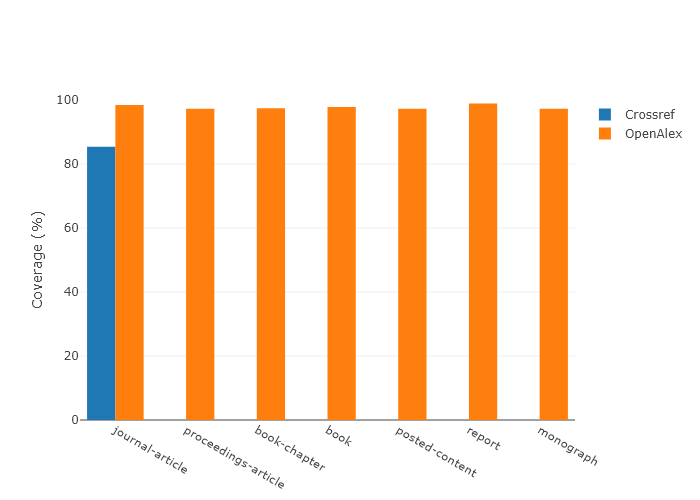 100
80
60
40
20
0
Coverage (%)
journal-article
proceedings-article
book-chapter
book
posted-content
report
monograph
Crossref
OpenAlex